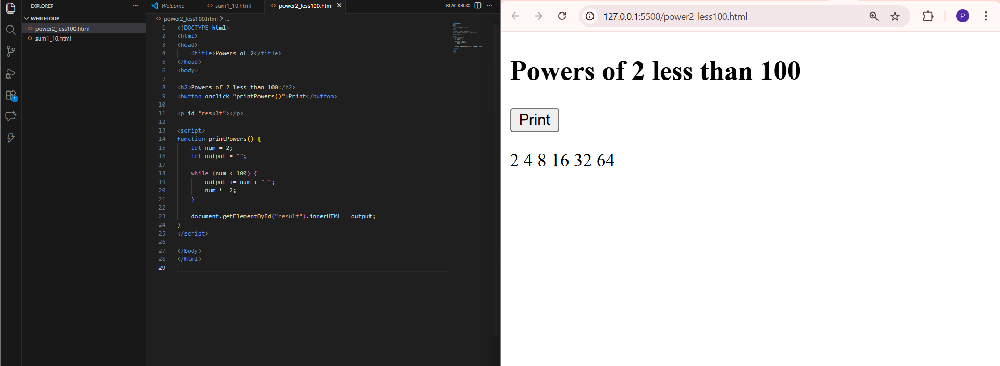 EXPLORER
WHILELOOP
power2_less100.html
sum1_10.html
1
Welcome
sum1_10.html
power2_less100.html
BLACKBOX
power2_less100.html > ...
1 <!DOCTYPE html>
2 <html>
3 <head>
4 <title>Powers of 2</title>
5 </head>
6 <body>
7
8 <h2>Powers of 2 less than 100</h2>
9 <button onclick="printPowers()">Print</button>
10
11 <p id="result"></p>
12
13 <script>
14 function printPowers() {
15 let num = 2;
16 let output = "";
17
18 while (num < 100) {
19 output += num + " ";
20 num *= 2;
21 }
22
23 document.getElementById("result").innerHTML = output;
24 }
25 </script>
26
27 </body>
28 </html>
29
127.0.0.1:5500/power2_less100.html
P
Powers of 2 less than 100
Print
2 4 8 16 32 64